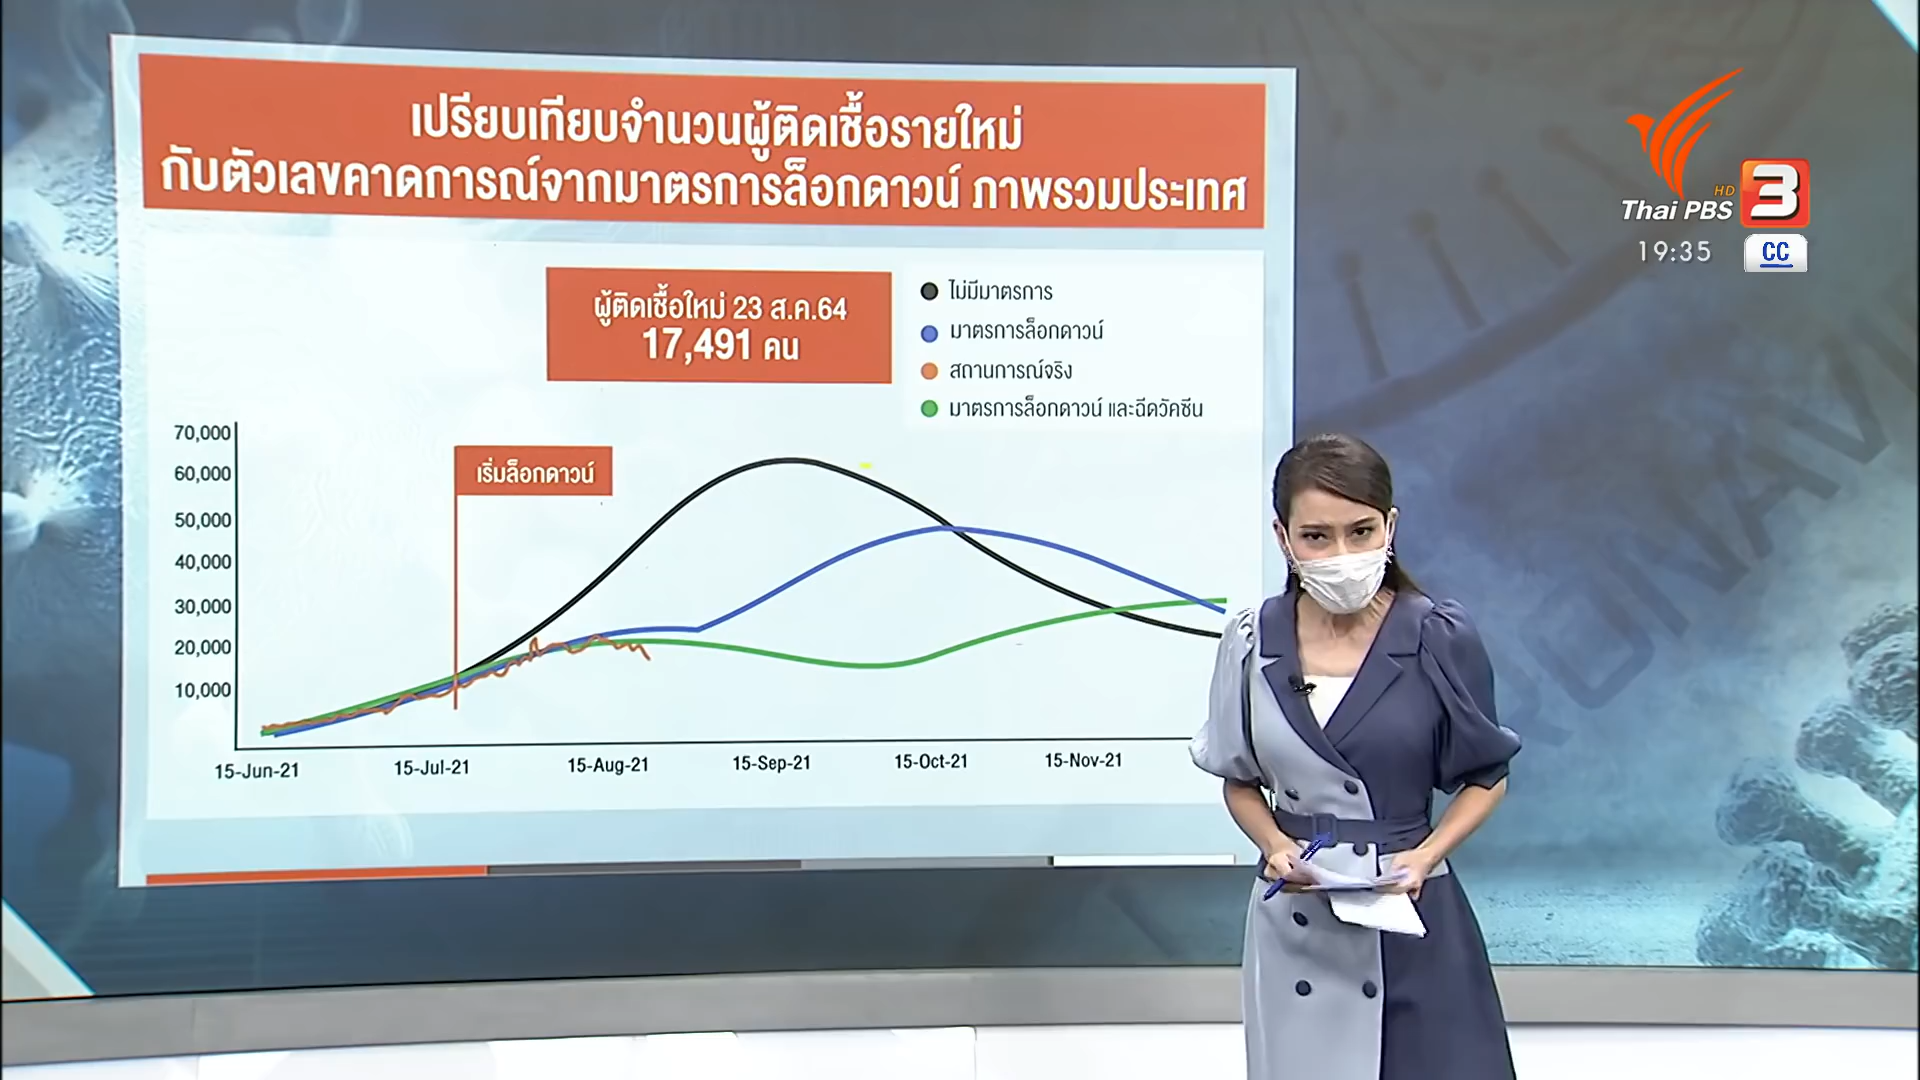 เปรียบเทียบจำนวนผู้ติดเชื้อรายใหม่
กับตัวเลขคาดการณ์จากมาตรการล็อกดาวน์ ภาพรวมประเทศ
ผู้ติดเชื้อใหม่ 23 ส.ค.64
17,491 คน
ไม่มีมาตรการ
มาตรการล็อกดาวน์
สถานการณ์จริง
มาตรการล็อกดาวน์ และฉีดวัคซีน
เริ่มล็อกดาวน์
70,000
60,000
50,000
40,000
30,000
20,000
10,000
15-Jun-21
15-Jul-21
15-Aug-21
15-Sep-21
15-Oct-21
15-Nov-21
Thai PBS HD 3
19:35
CC
RONAV